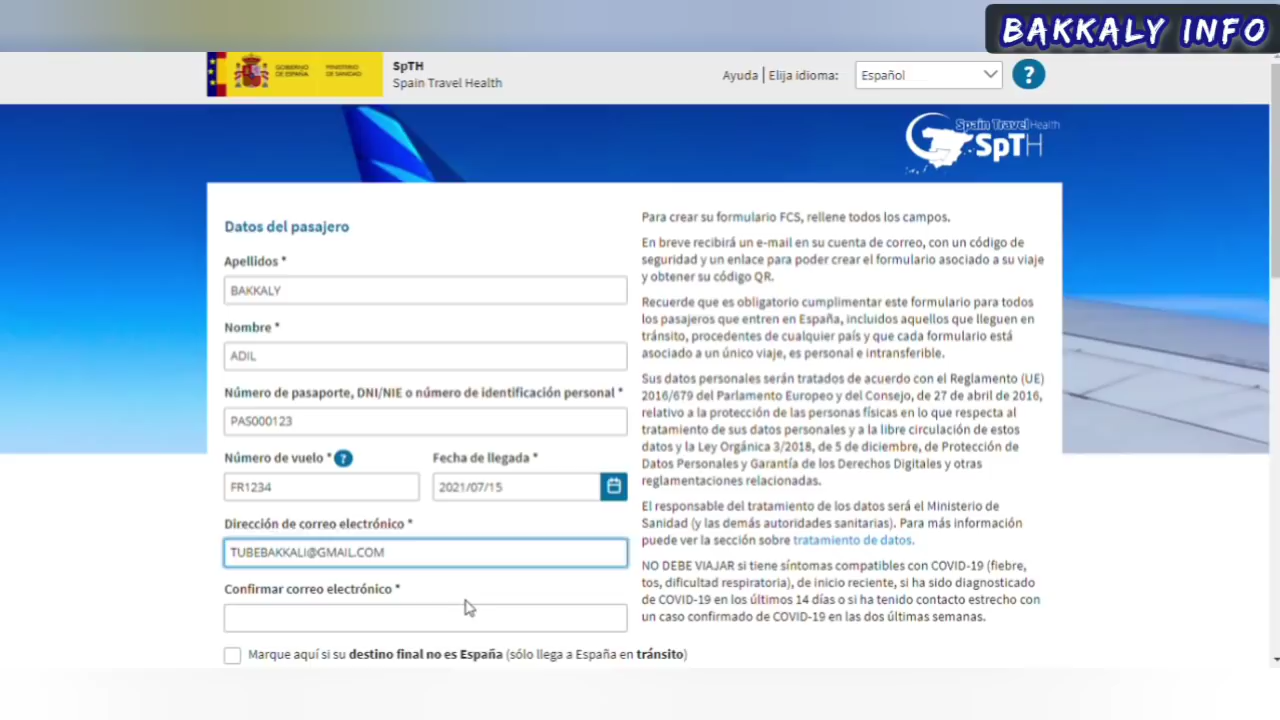 BAKKALY INFO
GOBIERNO DE ESPAÑA
MINISTERIO DE SANIDAD
SpTH
Spain Travel Health
Ayuda | Elija idioma:
Español
?
Spain Travel Health
SpTH
Datos del pasajero
Apellidos *
BAKKALY
Nombre *
ADIL
Número de pasaporte, DNI/NIE o número de identificación personal *
PAS000123
Número de vuelo * ?
Fecha de llegada *
FR1234
2021/07/15
Dirección de correo electrónico *
TUBEBAKKALI@GMAIL.COM
Confirmar correo electrónico *
Marque aquí si su destino final no es España (sólo llega a España en tránsito)
Para crear su formulario FCS, rellene todos los campos.
En breve recibirá un e-mail en su cuenta de correo, con un código de
seguridad y un enlace para poder crear el formulario asociado a su viaje
y obtener su código QR.
Recuerde que es obligatorio cumplimentar este formulario para todos
los pasajeros que entren en España, incluidos aquellos que lleguen en
tránsito, procedentes de cualquier país y que cada formulario está
asociado a un único viaje, es personal e intransferible.
Sus datos personales serán tratados de acuerdo con el Reglamento (UE)
2016/679 del Parlamento Europeo y del Consejo, de 27 de abril de 2016,
relativo a la protección de las personas físicas en lo que respecta al
tratamiento de sus datos personales y a la libre circulación de estos
datos y la Ley Orgánica 3/2018, de 5 de diciembre, de Protección de
Datos Personales y Garantía de los Derechos Digitales y otras
reglamentaciones relacionadas.
El responsable del tratamiento de los datos será el Ministerio de
Sanidad (y las demás autoridades sanitarias). Para más información
puede ver la sección sobre tratamiento de datos.
NO DEBE VIAJAR si tiene síntomas compatibles con COVID-19 (fiebre,
tos, dificultad respiratoria), de inicio reciente, si ha sido diagnosticado
de COVID-19 en los últimos 14 días o si ha tenido contacto estrecho con
un caso confirmado de COVID-19 en las dos últimas semanas.